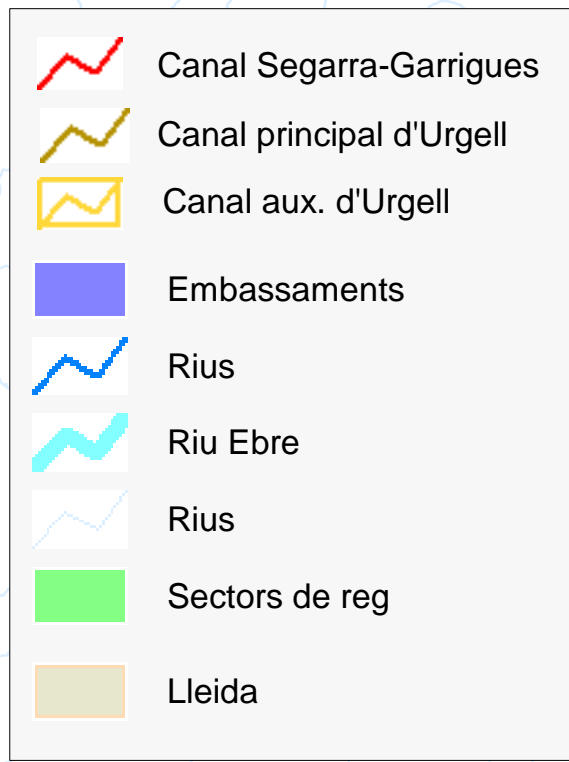 Canal Segarra-Garrigues
Canal principal d'Urgell
Canal aux. d'Urgell
Embassaments
Rius
Riu Ebre
Rius
Sectors de reg
Lleida